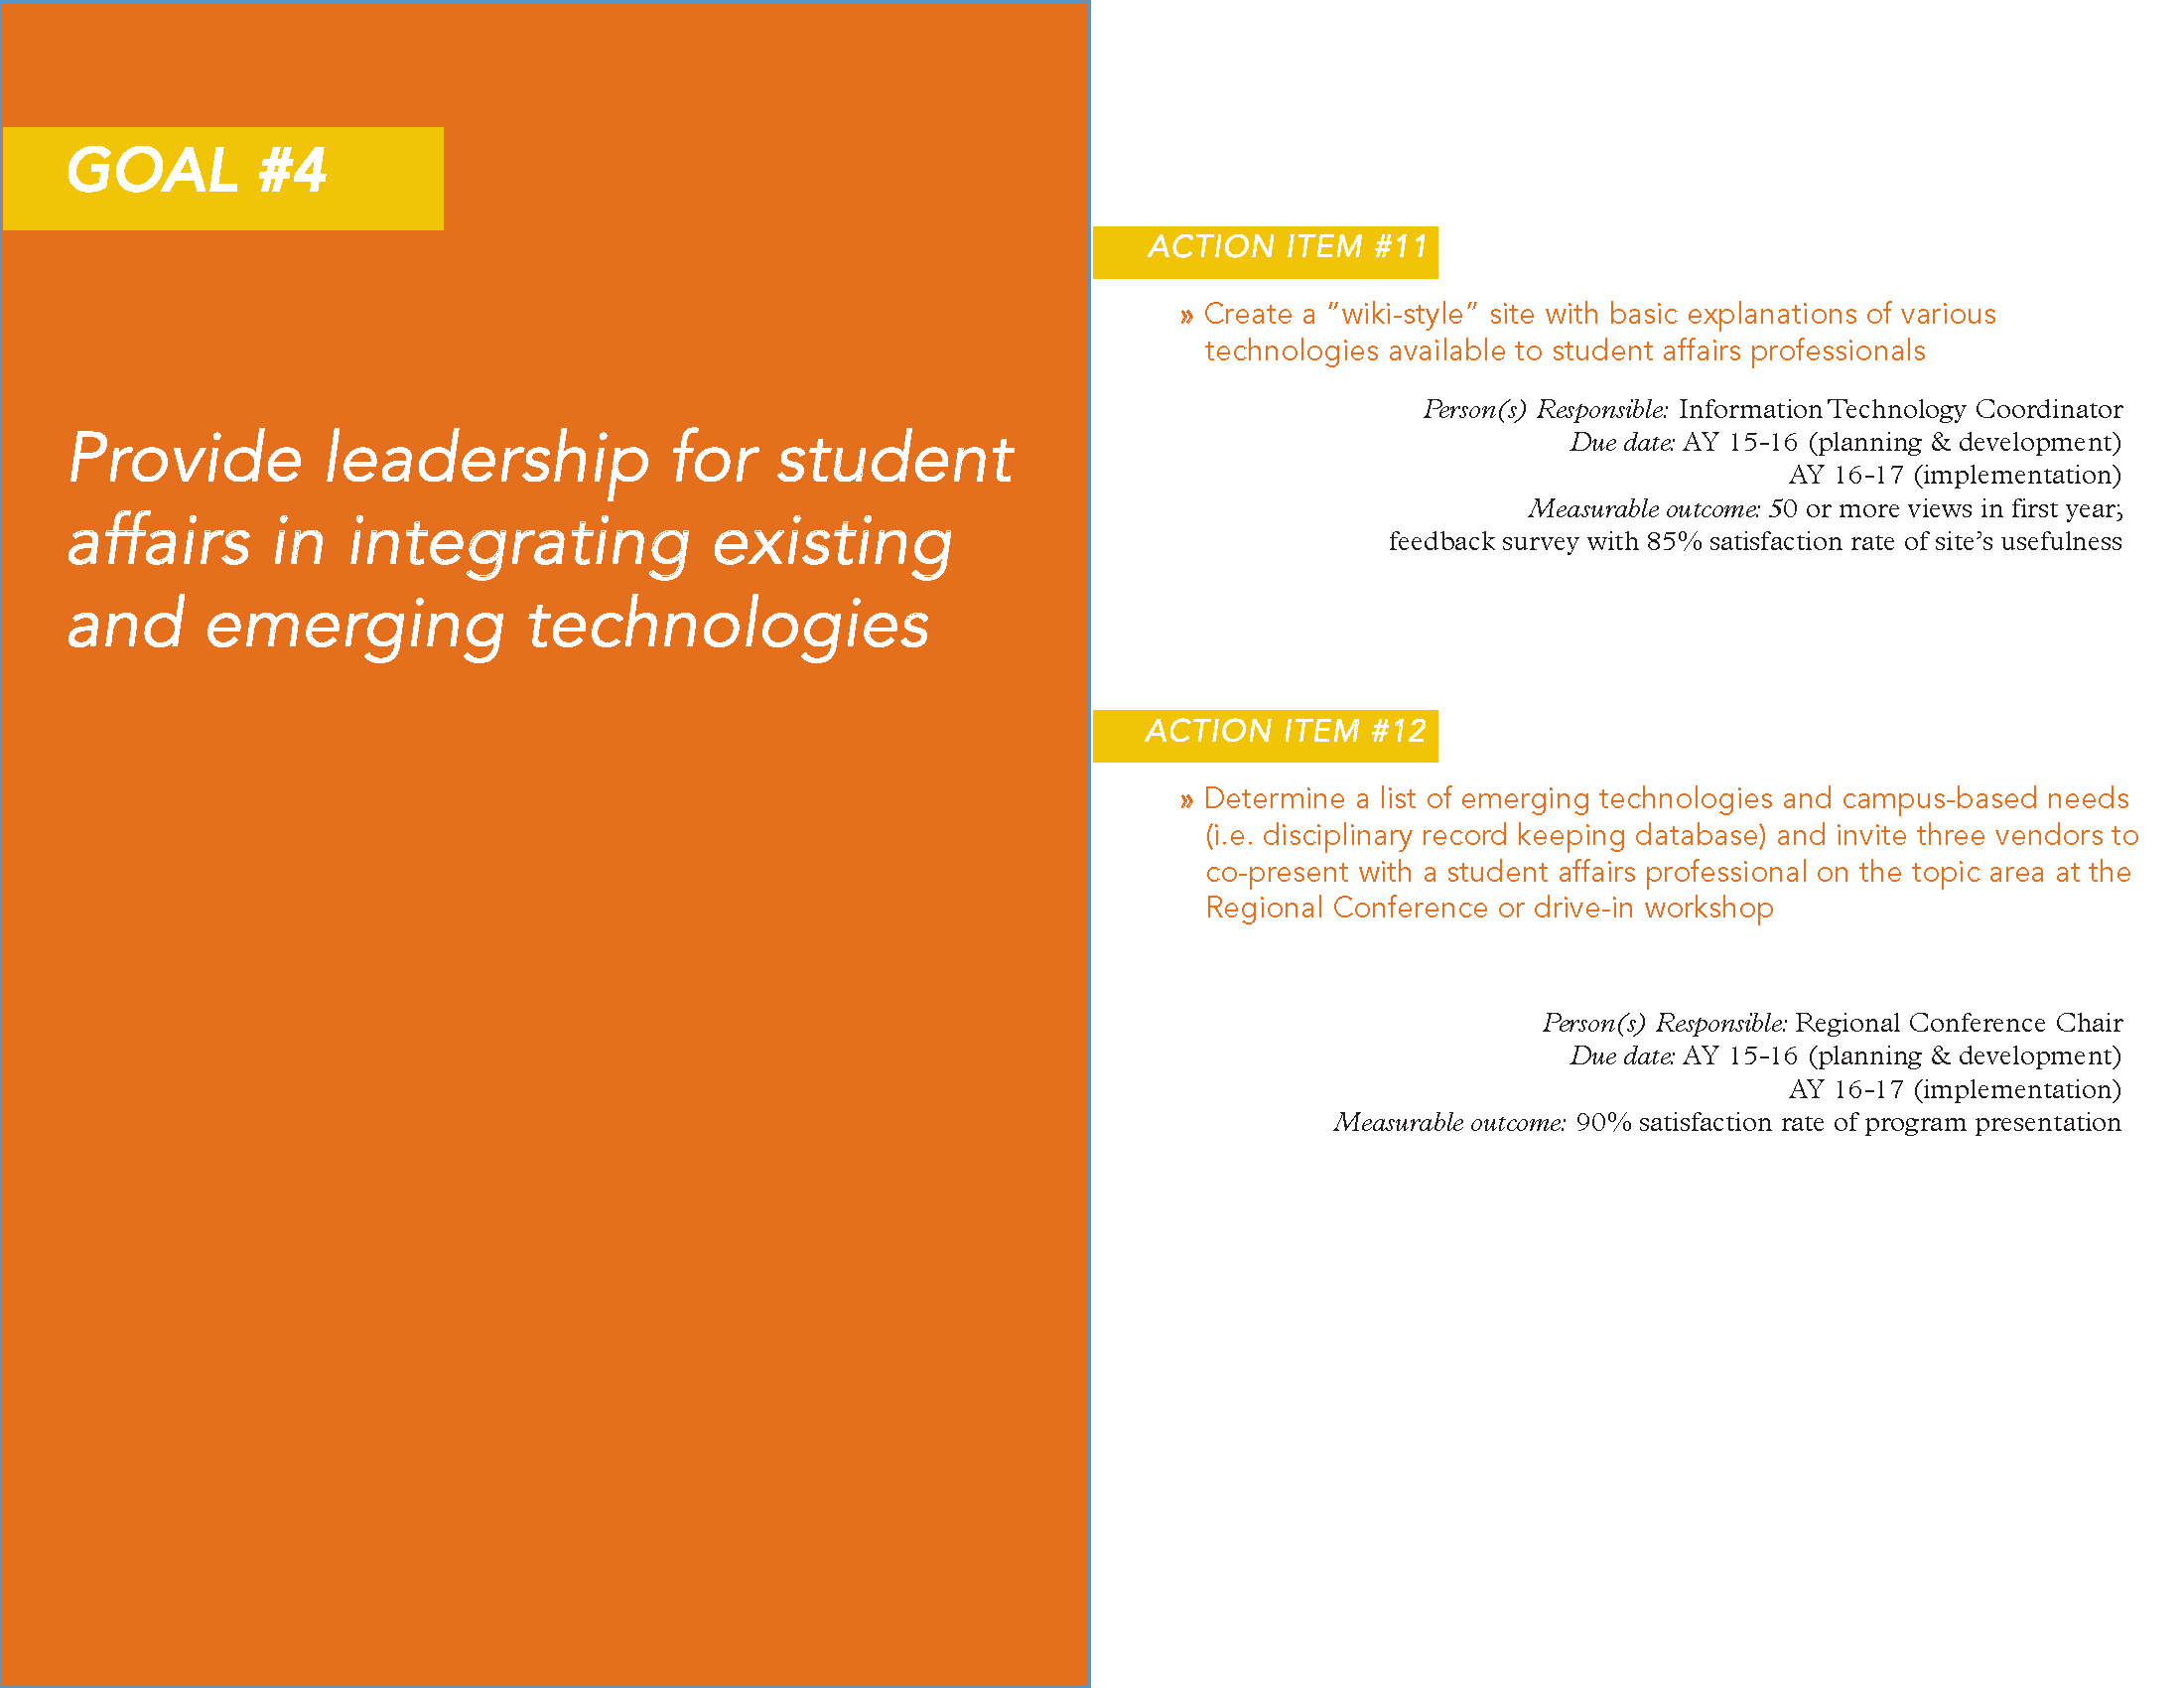 GOAL #4
Provide leadership for student
affairs in integrating existing
and emerging technologies
ACTION ITEM #11
» Create a “wiki-style” site with basic explanations of various
technologies available to student affairs professionals
Person(s) Responsible: Information Technology Coordinator
Due date: AY 15-16 (planning & development)
AY 16-17 (implementation)
Measurable outcome: 50 or more views in first year;
feedback survey with 85% satisfaction rate of site’s usefulness
ACTION ITEM #12
» Determine a list of emerging technologies and campus-based needs
(i.e. disciplinary record keeping database) and invite three vendors to
co-present with a student affairs professional on the topic area at the
Regional Conference or drive-in workshop
Person(s) Responsible: Regional Conference Chair
Due date: AY 15-16 (planning & development)
AY 16-17 (implementation)
Measurable outcome: 90% satisfaction rate of program presentation